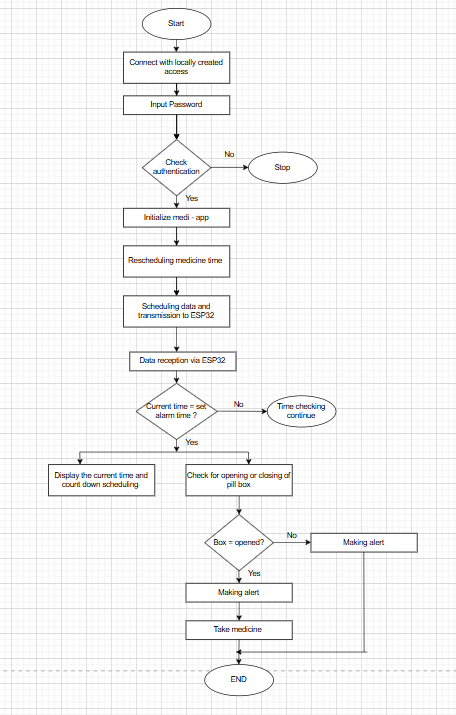 Start
Connect with locally created
access
Input Password
Check
authentication
No
Stop
Yes
Initialize medi - app
Rescheduling medicine time
Scheduling data and
transmission to ESP32
Data reception via ESP32
Current time = set
alarm time ?
No
Time checking
continue
Yes
Display the current time and
count down scheduling
Check for opening or closing of
pill box
Box = opened?
No
Making alert
Yes
Making alert
Take medicine
END